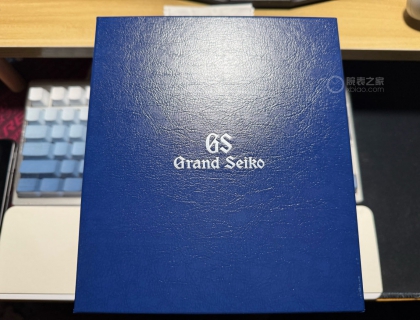 GS
Grand Seiko
腕表之家
xbiao.com